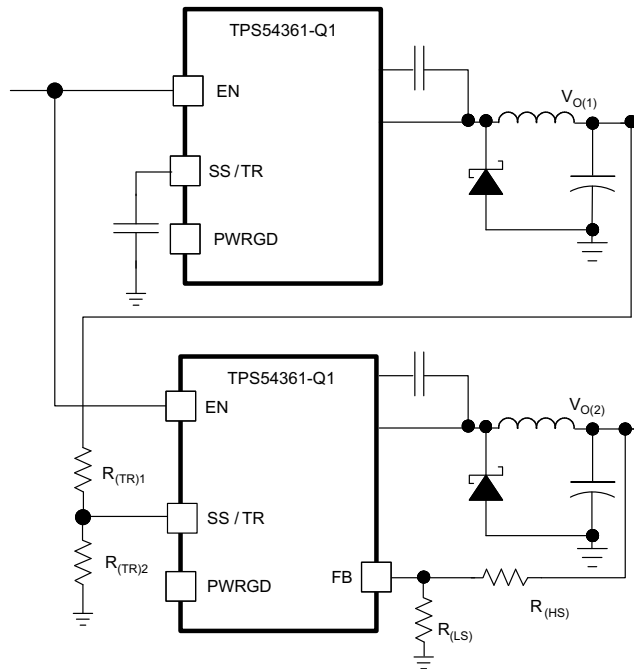 TPS54361-Q1
EN
V_O(1)
SS / TR
PWRGD
TPS54361-Q1
EN
V_O(2)
R_(TR)1
SS / TR
R_(TR)2
PWRGD
FB
R_(HS)
R_(LS)